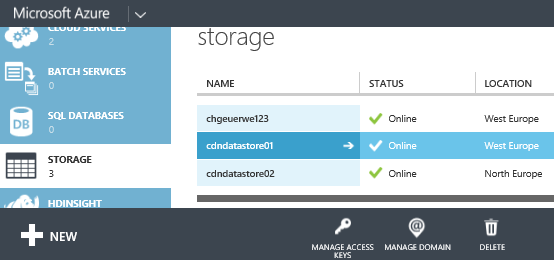 Microsoft Azure
CLOUD SERVICES
2
BATCH SERVICES
0
SQL DATABASES
0
DB
STORAGE
3
HDINSIGHT
storage
NAME STATUS LOCATION
chgeuerwe123 Online West Europe
cdndatastore01 Online West Europe
cdndatastore02 Online North Europe
NEW
MANAGE ACCESS
KEYS
MANAGE DOMAIN
DELETE